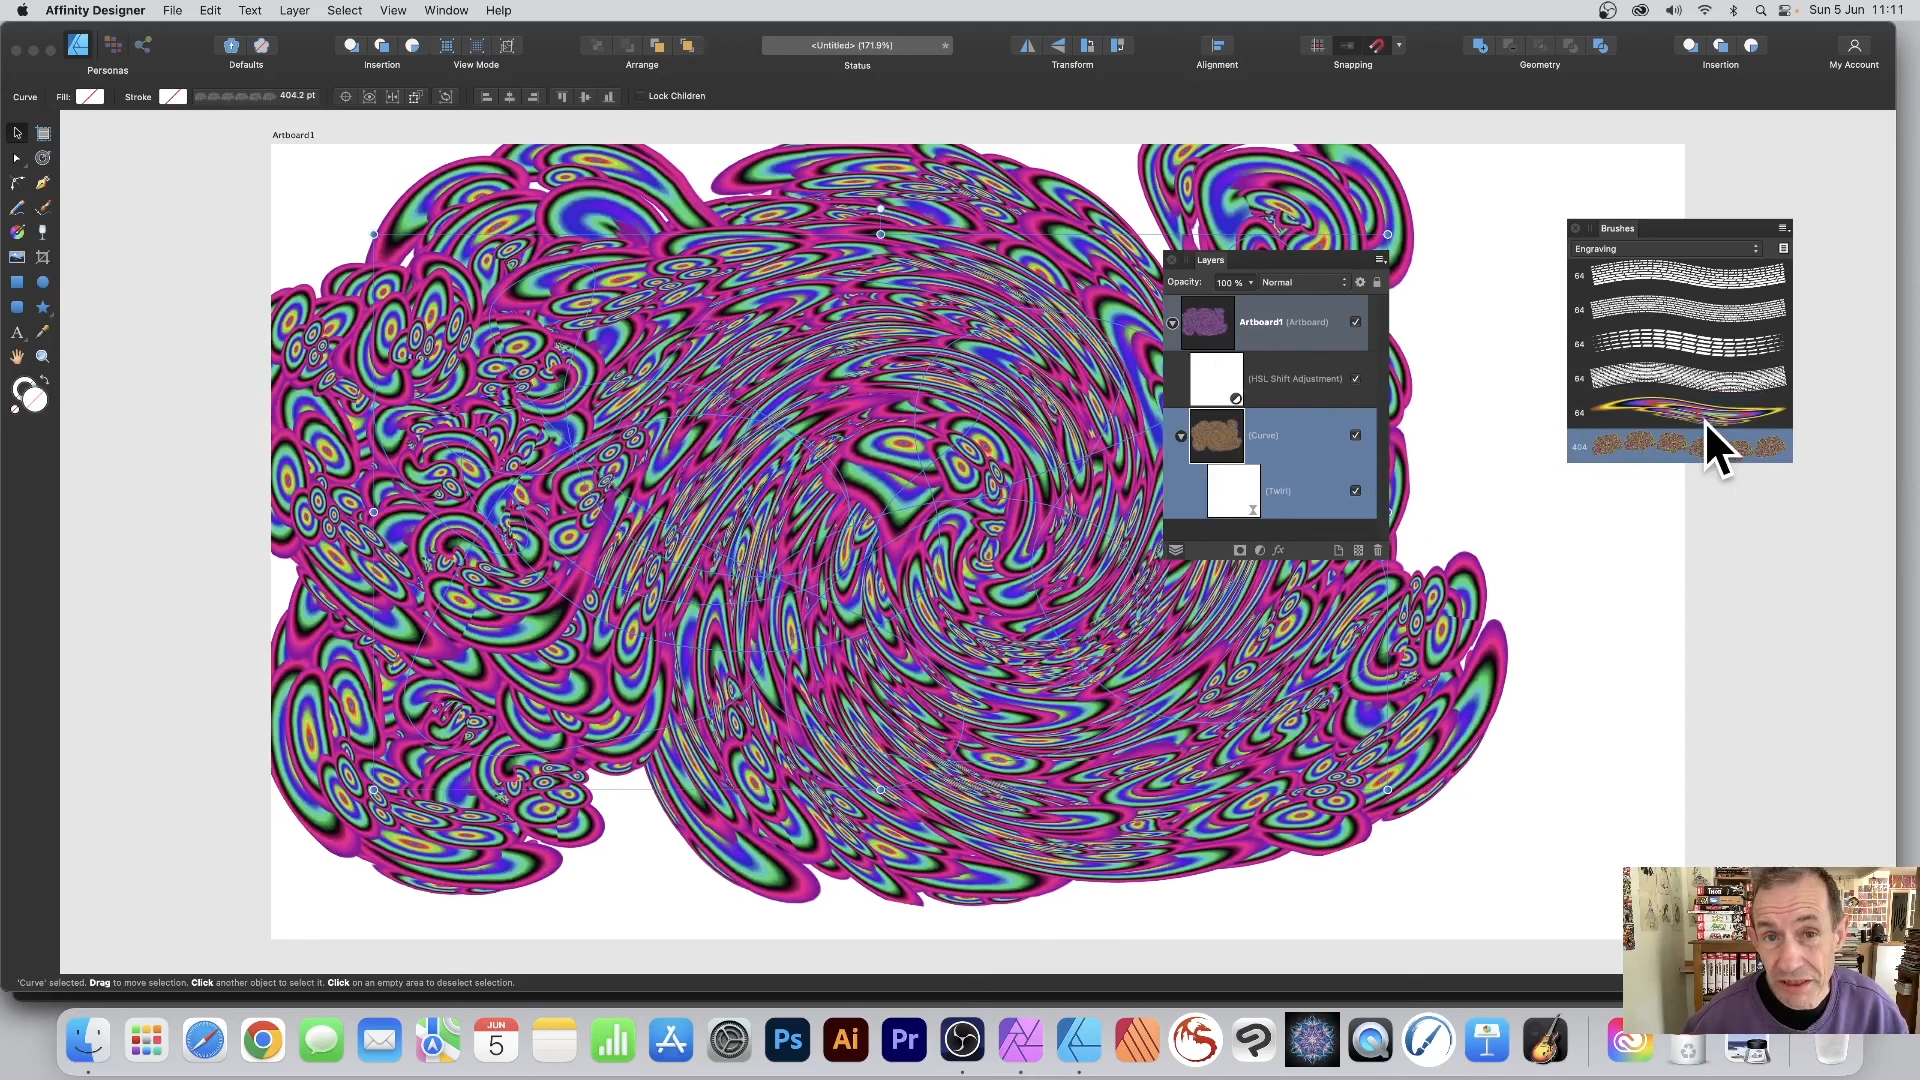 Affinity Designer File Edit Text Layer Select View Window Help Sun 5 Jun 11:11
<Untitled> (171.9%) *
Personas Defaults Insertion View Mode Arrange Status Transform Alignment Snapping Geometry Insertion My Account
Curve Fill: Stroke 404.2 pt Lock Children
Artboard1
Brushes
Engraving
64
64
64
64
64
404
Layers
Opacity: 100 % Normal
Artboard1 (Artboard)
(HSL Shift Adjustment)
(Curve)
(Twirl)
fx
A
'Curve' selected. Drag to move selection. Click another object to select it. Click on an empty area to deselect selection.
JUN
5
Ps
Ai
Pr